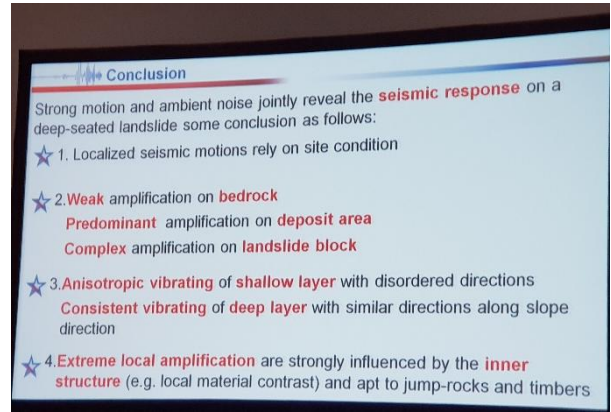 Conclusion
Strong motion and ambient noise jointly reveal the seismic response on a
deep-seated landslide some conclusion as follows:
1. Localized seismic motions rely on site condition
2.Weak amplification on bedrock
Predominant amplification on deposit area
Complex amplification on landslide block
3.Anisotropic vibrating of shallow layer with disordered directions
Consistent vibrating of deep layer with similar directions along slope
direction
4.Extreme local amplification are strongly influenced by the inner
structure (e.g. local material contrast) and apt to jump-rocks and timbers